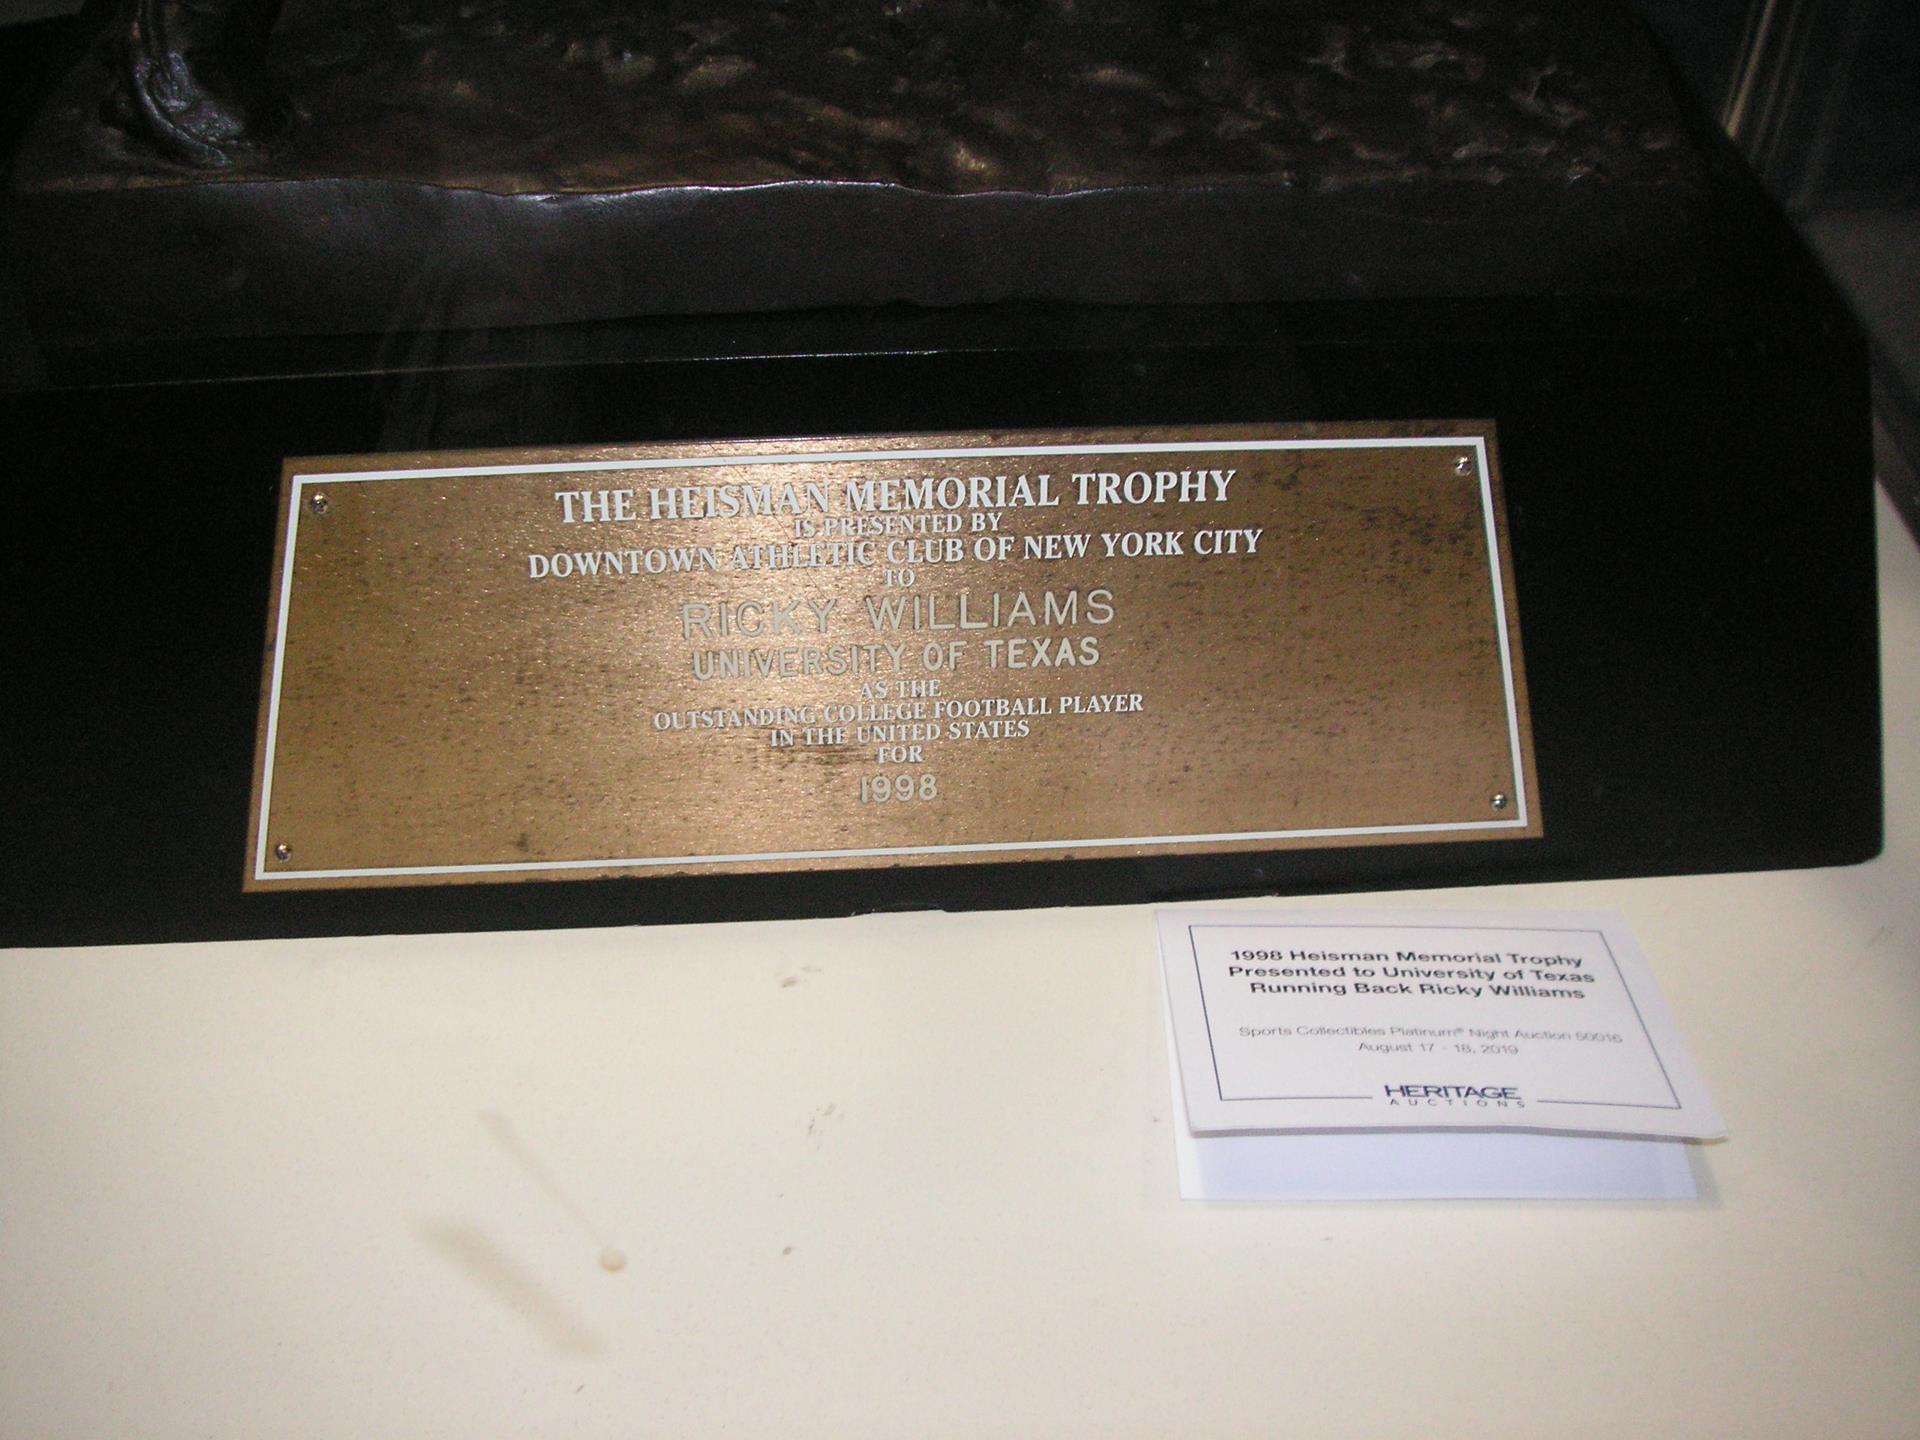 THE HEISMAN MEMORIAL TROPHY
IS PRESENTED BY
DOWNTOWN ATHLETIC CLUB OF NEW YORK CITY
TO
RICKY WILLIAMS
UNIVERSITY OF TEXAS
AS THE
OUTSTANDING COLLEGE FOOTBALL PLAYER
IN THE UNITED STATES
FOR
1998
1998 Heisman Memorial Trophy
Presented to University of Texas
Running Back Ricky Williams
Sports Collectibles Platinum® Night Auction 50016
August 17 - 18, 2019
HERITAGE
AUCTIONS